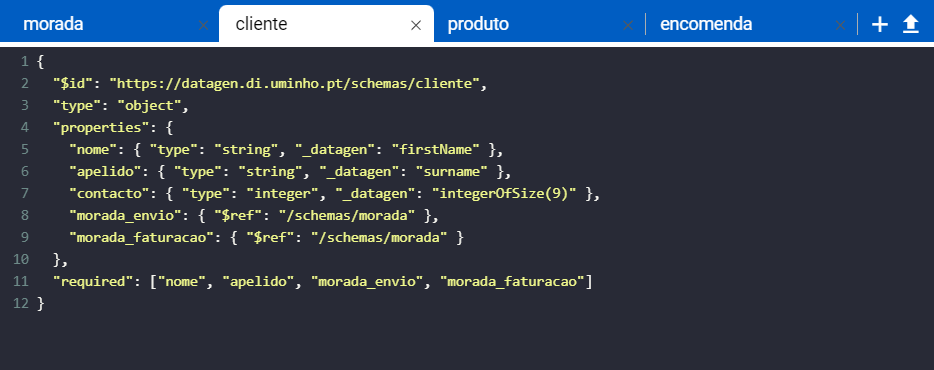 morada × cliente × produto × encomenda × +
1 {
2 "$id": "https://datagen.di.uminho.pt/schemas/cliente",
3 "type": "object",
4 "properties": {
5 "nome": { "type": "string", "_datagen": "firstName" },
6 "apelido": { "type": "string", "_datagen": "surname" },
7 "contacto": { "type": "integer", "_datagen": "integerOfSize(9)" },
8 "morada_envio": { "$ref": "/schemas/morada" },
9 "morada_faturacao": { "$ref": "/schemas/morada" }
10 },
11 "required": ["nome", "apelido", "morada_envio", "morada_faturacao"]
12 }